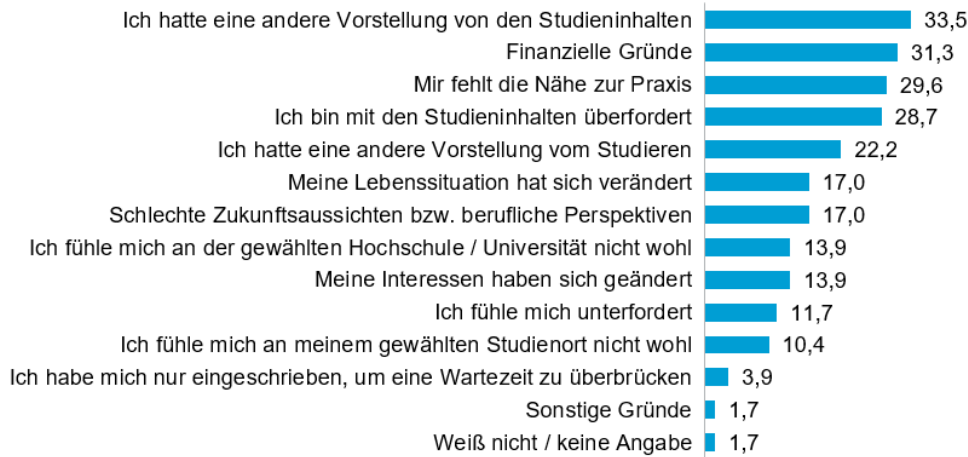 Ich hatte eine andere Vorstellung von den Studieninhalten 33,5
Finanzielle Gründe 31,3
Mir fehlt die Nähe zur Praxis 29,6
Ich bin mit den Studieninhalten überfordert 28,7
Ich hatte eine andere Vorstellung vom Studieren 22,2
Meine Lebenssituation hat sich verändert 17,0
Schlechte Zukunftsaussichten bzw. berufliche Perspektiven 17,0
Ich fühle mich an der gewählten Hochschule / Universität nicht wohl 13,9
Meine Interessen haben sich geändert 13,9
Ich fühle mich unterfordert 11,7
Ich fühle mich an meinem gewählten Studienort nicht wohl 10,4
Ich habe mich nur eingeschrieben, um eine Wartezeit zu überbrücken 3,9
Sonstige Gründe 1,7
Weiß nicht / keine Angabe 1,7